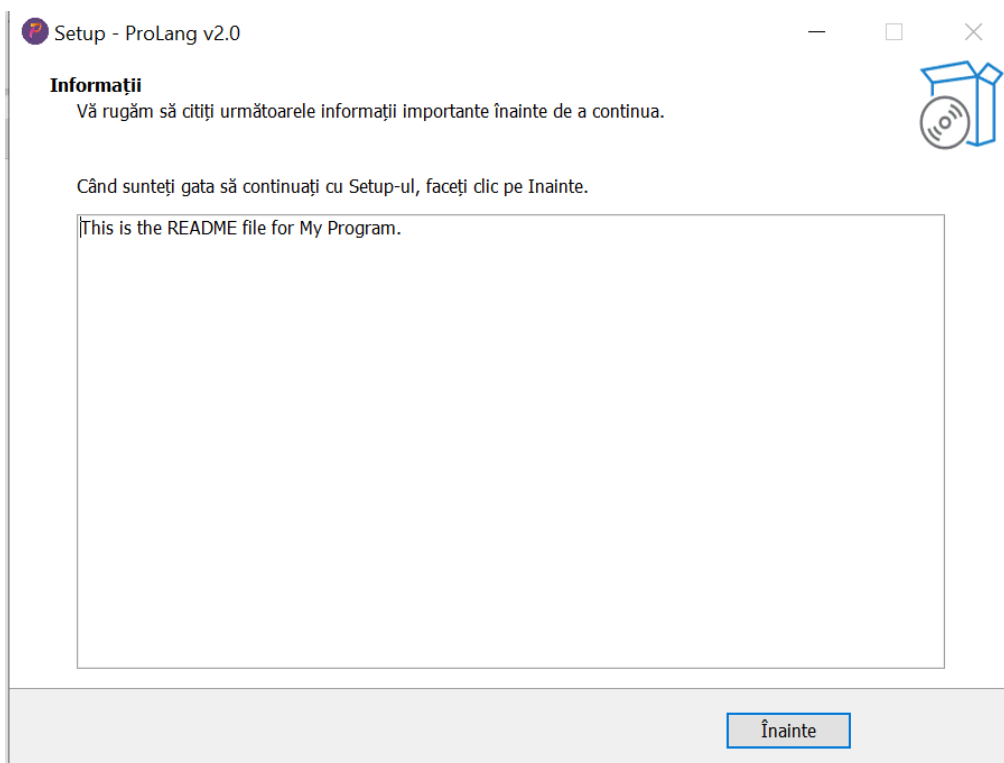 Setup - ProLang v2.0
Informații
Vă rugăm să citiți următoarele informații importante înainte de a continua.
Când sunteți gata să continuați cu Setup-ul, faceți clic pe Inainte.
This is the README file for My Program.
Înainte